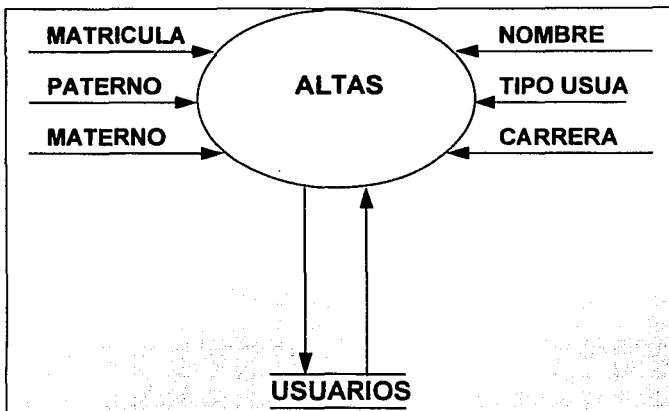 MATRICULA
PATERNO
MATERNO
ALTAS
NOMBRE
TIPO USUA
CARRERA
USUARIOS